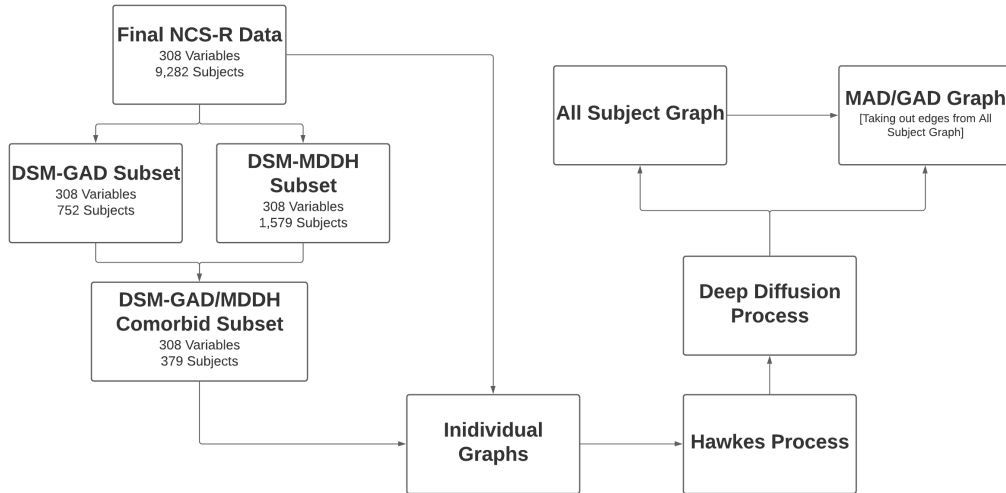 Final NCS-R Data
308 Variables
9,282 Subjects
DSM-GAD Subset
308 Variables
752 Subjects
DSM-MDDH
Subset
308 Variables
1,579 Subjects
DSM-GAD/MDDH
Comorbid Subset
308 Variables
379 Subjects
Inidividual
Graphs
Hawkes Process
Deep Diffusion
Process
All Subject Graph
MAD/GAD Graph
[Taking out edges from All
Subject Graph]